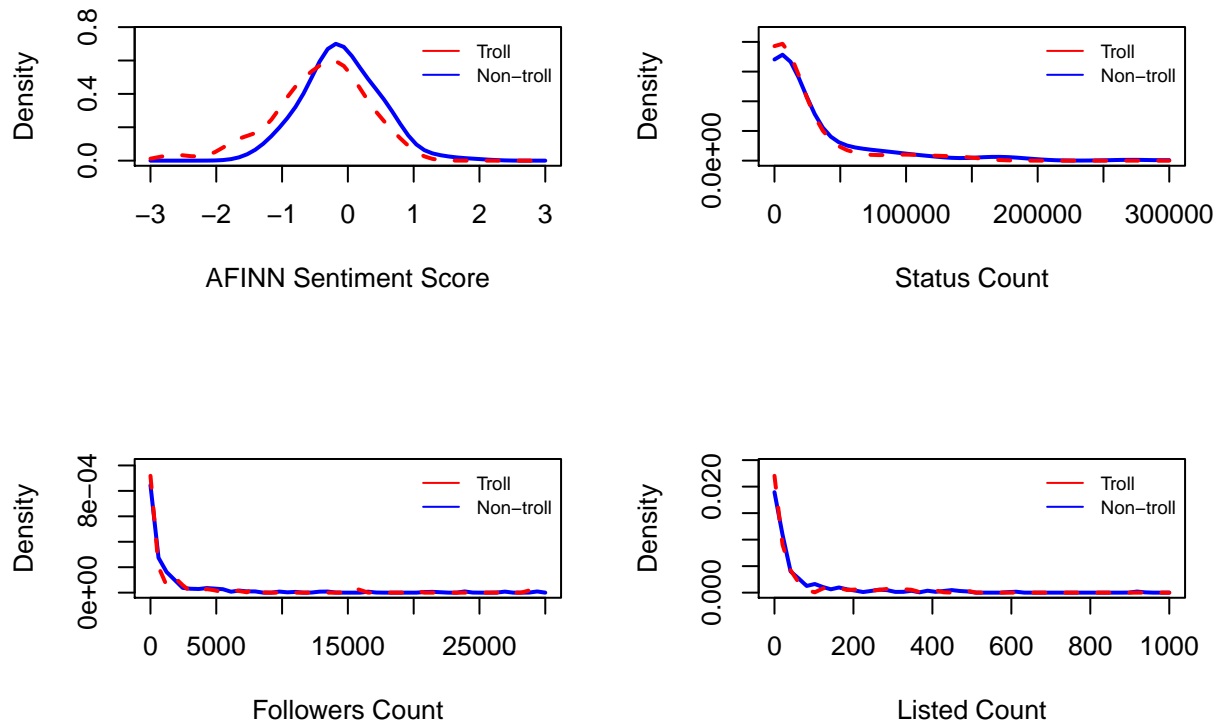 Density
0.0 0.4 0.8
Troll
Non−troll
−3 −2 −1 0 1 2 3
AFINN Sentiment Score
Density
0.0e+00
Troll
Non−troll
0 100000 200000 300000
Status Count
Density
0e+00 8e−04
Troll
Non−troll
0 5000 15000 25000
Followers Count
Density
0.000 0.020
Troll
Non−troll
0 200 400 600 800 1000
Listed Count